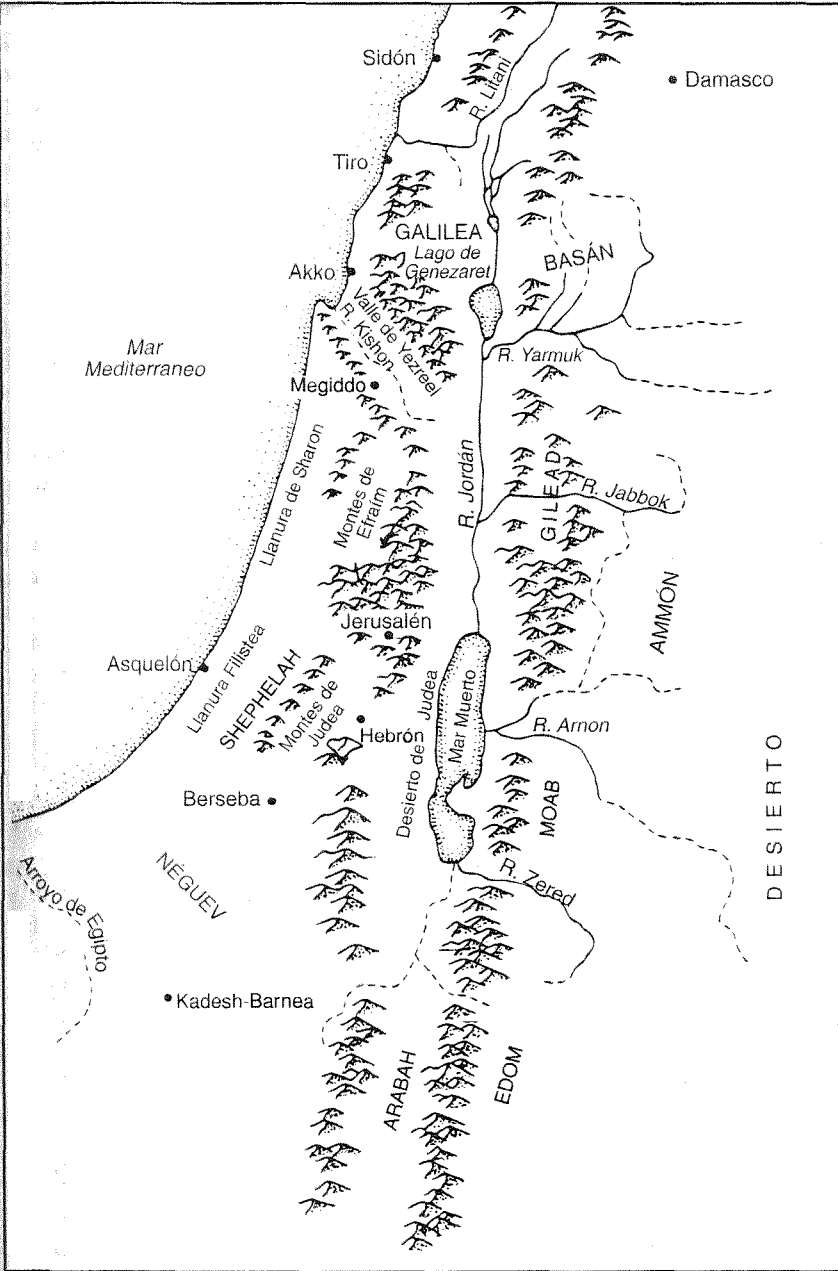 Sidón
R. Litani
Damasco
Tiro
GALILEA
Lago de
Genezaret
BASÁN
Akko
Valle de Yezreel
R. Kishon
Mar
Mediterraneo
R. Yarmuk
Megiddo
Llanura de Sharon
Montes de
Efraím
R. Jordán
GILEAD
R. Jabbok
AMMÓN
Jerusalén
Asquelón
Llanura Filistea
SHEPHELAH
Montes de
Judea
Hebrón
Desierto de Judea
Mar Muerto
R. Arnon
MOAB
DESIERTO
Berseba
NÉGUEV
Arroyo de Egipto
R. Zered
Kadesh-Barnea
ARABAH
EDOM